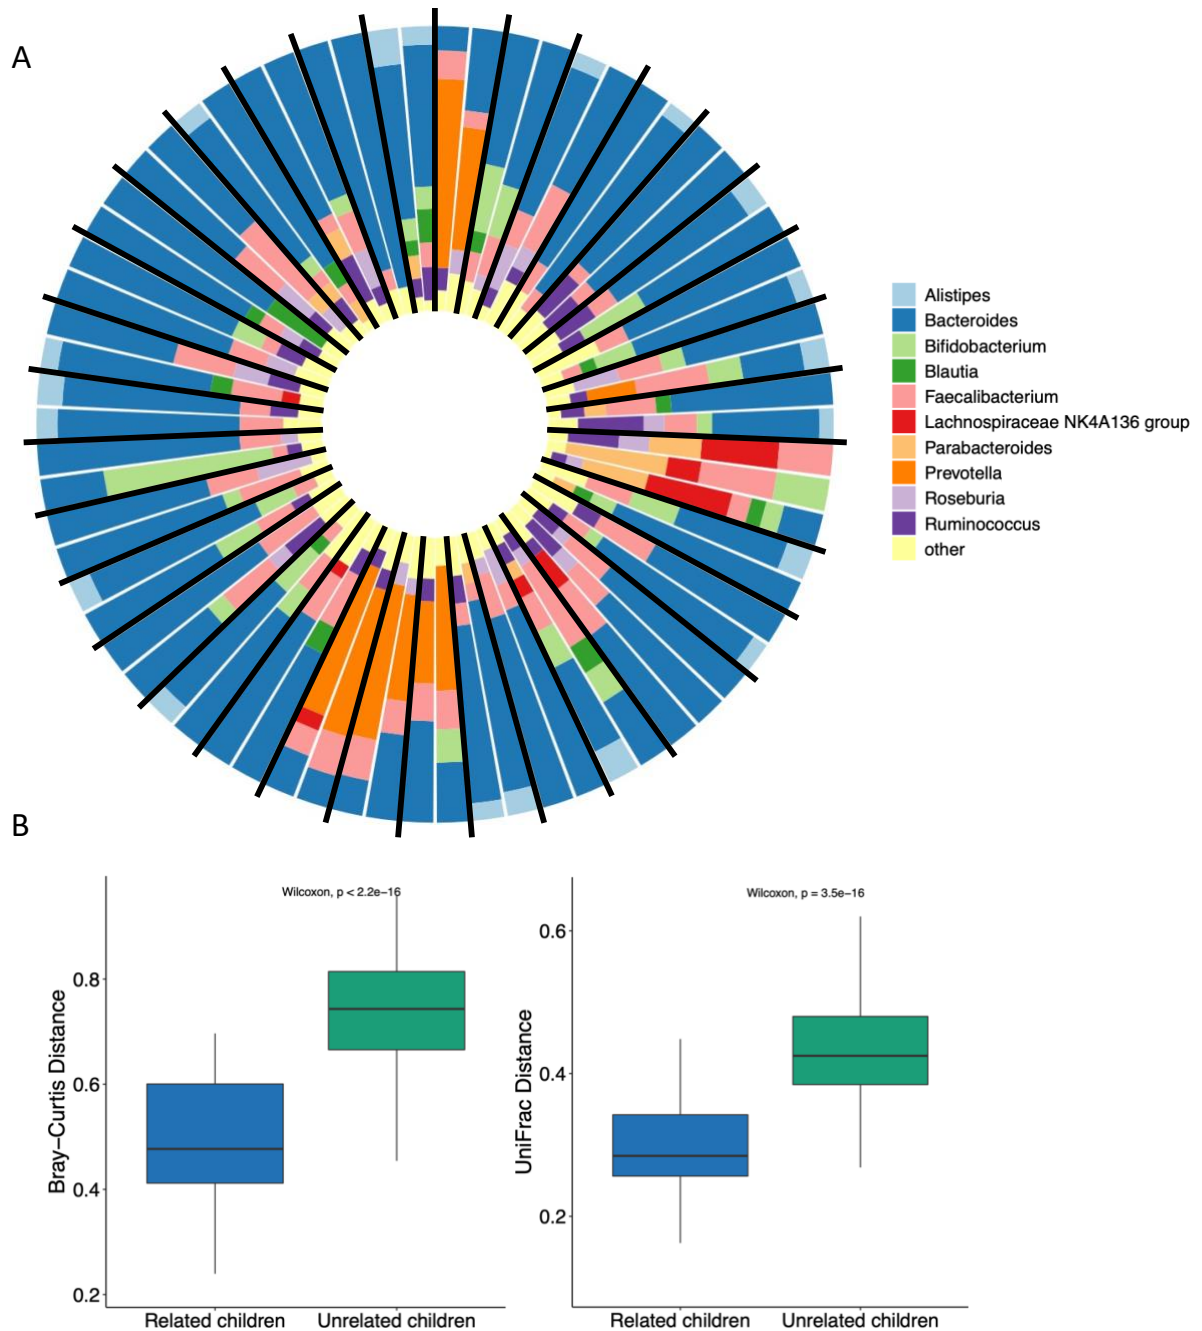 A
Alistipes
Bacteroides
Bifidobacterium
Blautia
Faecalibacterium
Lachnospiraceae NK4A136 group
Parabacteroides
Prevotella
Roseburia
Ruminococcus
other
B
Wilcoxon, p < 2.2e−16
Bray−Curtis Distance
0.8
0.6
0.4
0.2
Related children
Unrelated children
Wilcoxon, p = 3.5e−16
UniFrac Distance
0.6
0.4
0.2
Related children
Unrelated children